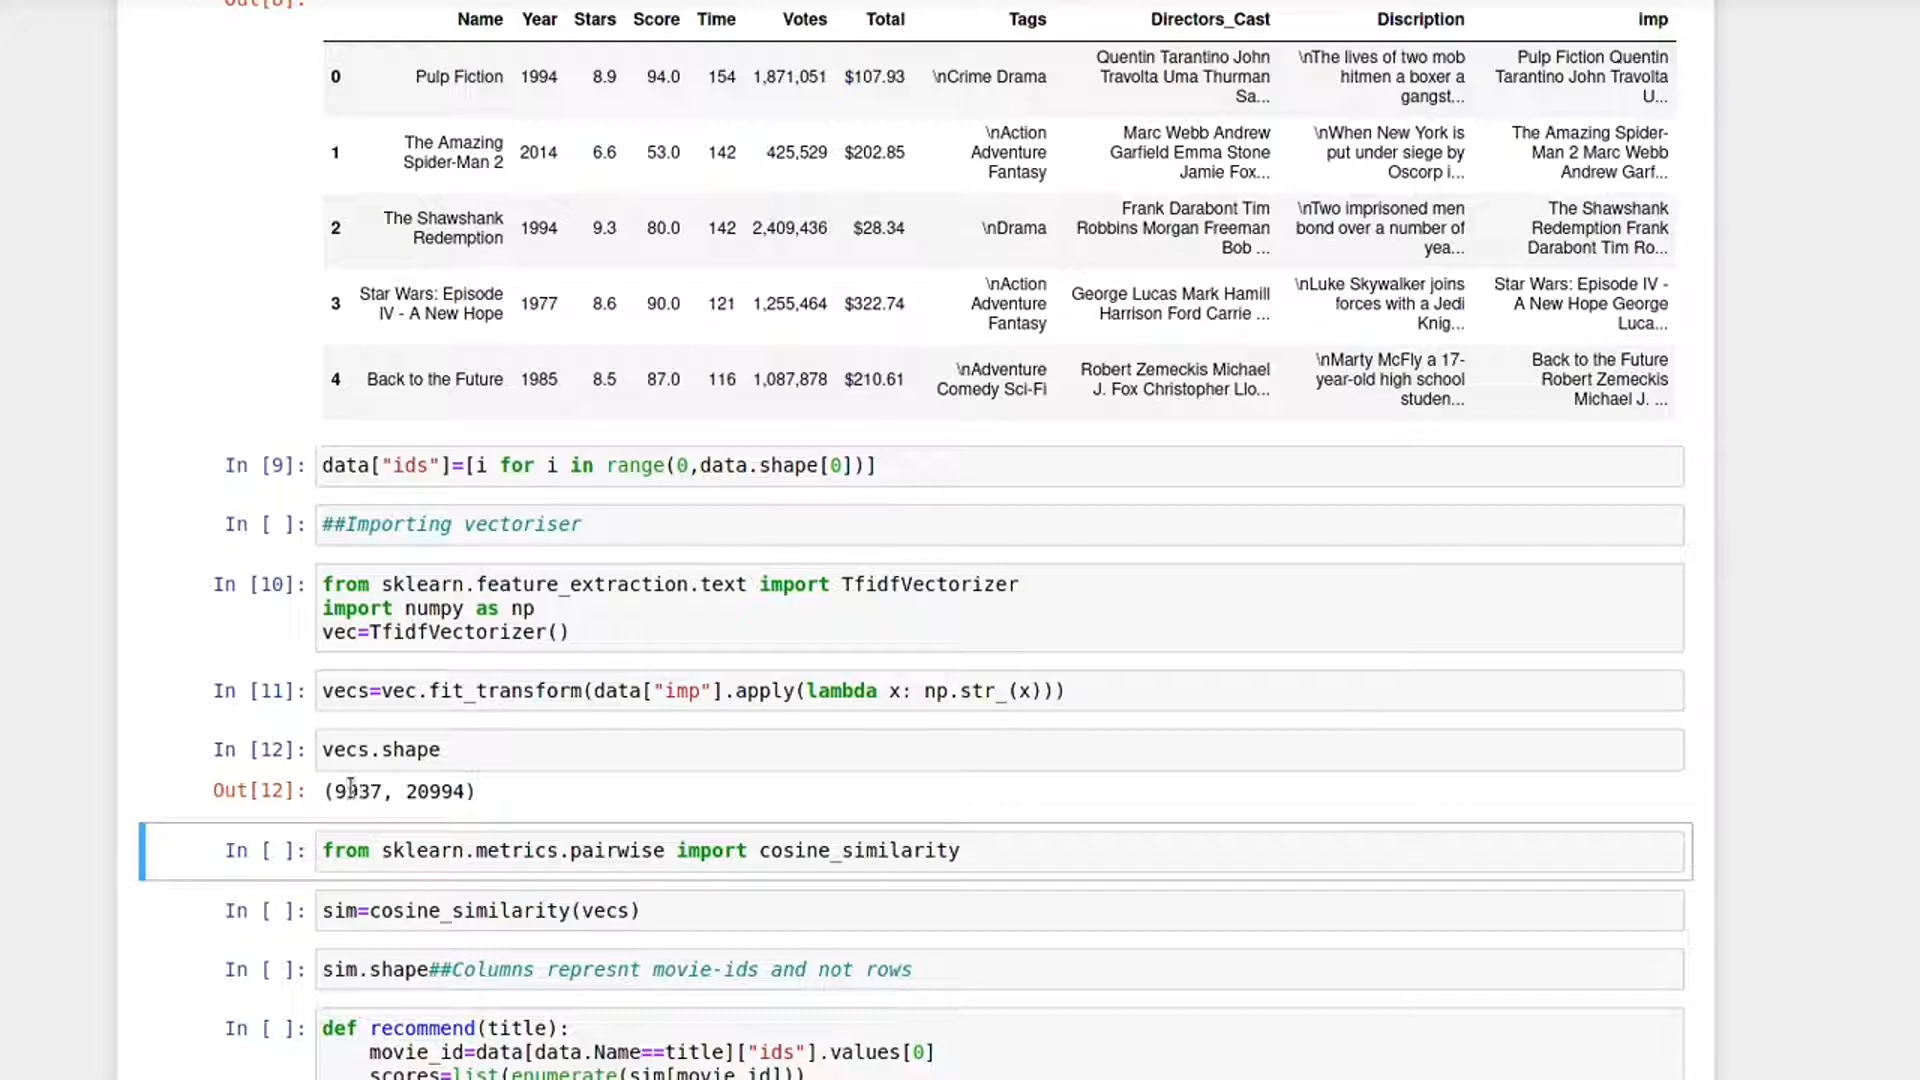 Out[8]:
Name Year Stars Score Time Votes Total Tags Directors_Cast Discription imp
Quentin Tarantino John \nThe lives of two mob Pulp Fiction Quentin
0 Pulp Fiction 1994 8.9 94.0 154 1,871,051 $107.93 \nCrime Drama Travolta Uma Thurman hitmen a boxer a Tarantino John Travolta
Sa... gangst... U...
The Amazing \nAction Marc Webb Andrew \nWhen New York is The Amazing Spider-
1 Spider-Man 2 2014 6.6 53.0 142 425,529 $202.85 Adventure Garfield Emma Stone put under siege by Man 2 Marc Webb
Fantasy Jamie Fox... Oscorp i... Andrew Garf...
The Shawshank Frank Darabont Tim \nTwo imprisoned men The Shawshank
2 Redemption 1994 9.3 80.0 142 2,409,436 $28.34 \nDrama Robbins Morgan Freeman bond over a number of Redemption Frank
Bob ... yea... Darabont Tim Ro...
Star Wars: Episode \nAction George Lucas Mark Hamill \nLuke Skywalker joins Star Wars: Episode IV -
3 IV - A New Hope 1977 8.6 90.0 121 1,255,464 $322.74 Adventure Harrison Ford Carrie ... forces with a Jedi A New Hope George
Fantasy Knig... Luca...
\nAdventure Robert Zemeckis Michael \nMarty McFly a 17- Back to the Future
4 Back to the Future 1985 8.5 87.0 116 1,087,878 $210.61 Comedy Sci-Fi J. Fox Christopher Llo... year-old high school Robert Zemeckis
studen... Michael J. ...
In [9]: data["ids"]=[i for i in range(0,data.shape[0])]
In [ ]: ##Importing vectoriser
In [10]: from sklearn.feature_extraction.text import TfidfVectorizer
import numpy as np
vec=TfidfVectorizer()
In [11]: vecs=vec.fit_transform(data["imp"].apply(lambda x: np.str_(x)))
In [12]: vecs.shape
Out[12]: 20994)
In [ ]: from sklearn.metrics.pairwise import cosine_similarity
In [ ]: sim=cosine_similarity(vecs)
In [ ]: sim.shape##Columns represnt movie-ids and not rows
In [ ]: def recommend(title):
movie_id=data[data.Name==title]["ids"].values[0]
scores=list(enumerate(sim[movie_id]))